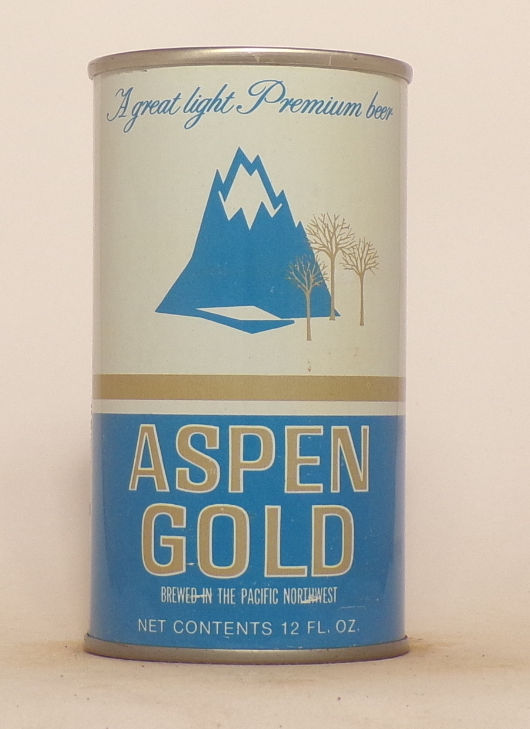 A great light Premium beer
ASPEN
GOLD
BREWED IN THE PACIFIC NORTHWEST
NET CONTENTS 12 FL. OZ.